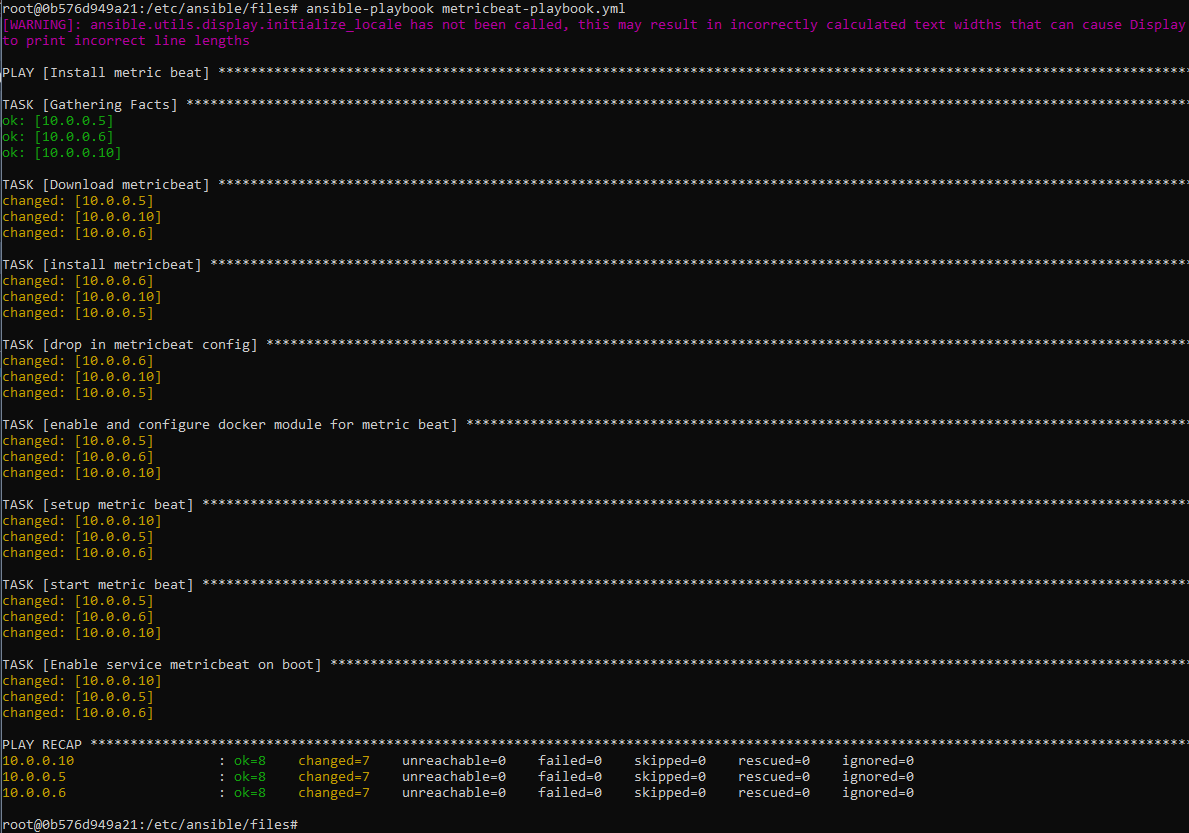 root@0b576d949a21:/etc/ansible/files# ansible-playbook metricbeat-playbook.yml
[WARNING]: ansible.utils.display.initialize_locale has not been called, this may result in incorrectly calculated text widths that can cause Display
to print incorrect line lengths
PLAY [Install metric beat] *************************************************************************************************************************
TASK [Gathering Facts] *****************************************************************************************************************************
ok: [10.0.0.5]
ok: [10.0.0.6]
ok: [10.0.0.10]
TASK [Download metricbeat] *************************************************************************************************************************
changed: [10.0.0.5]
changed: [10.0.0.10]
changed: [10.0.0.6]
TASK [install metricbeat] **************************************************************************************************************************
changed: [10.0.0.6]
changed: [10.0.0.10]
changed: [10.0.0.5]
TASK [drop in metricbeat config] *******************************************************************************************************************
changed: [10.0.0.6]
changed: [10.0.0.10]
changed: [10.0.0.5]
TASK [enable and configure docker module for metric beat] ******************************************************************************************
changed: [10.0.0.5]
changed: [10.0.0.6]
changed: [10.0.0.10]
TASK [setup metric beat] ***************************************************************************************************************************
changed: [10.0.0.10]
changed: [10.0.0.5]
changed: [10.0.0.6]
TASK [start metric beat] ***************************************************************************************************************************
changed: [10.0.0.5]
changed: [10.0.0.6]
changed: [10.0.0.10]
TASK [Enable service metricbeat on boot] ***********************************************************************************************************
changed: [10.0.0.10]
changed: [10.0.0.5]
changed: [10.0.0.6]
PLAY RECAP *****************************************************************************************************************************************
10.0.0.10                  : ok=8    changed=7    unreachable=0    failed=0    skipped=0    rescued=0    ignored=0
10.0.0.5                   : ok=8    changed=7    unreachable=0    failed=0    skipped=0    rescued=0    ignored=0
10.0.0.6                   : ok=8    changed=7    unreachable=0    failed=0    skipped=0    rescued=0    ignored=0
root@0b576d949a21:/etc/ansible/files#